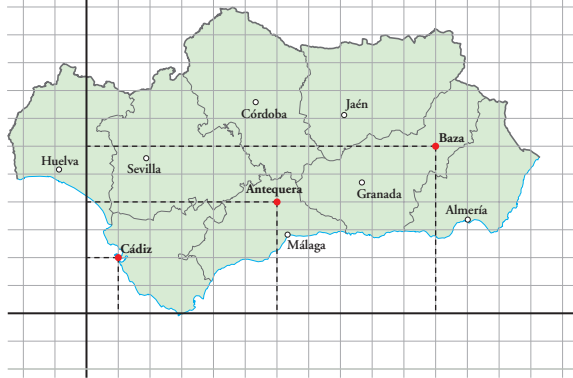 Jaén
Córdoba
Baza
Huelva
Sevilla
Antequera
Granada
Almería
Málaga
Cádiz